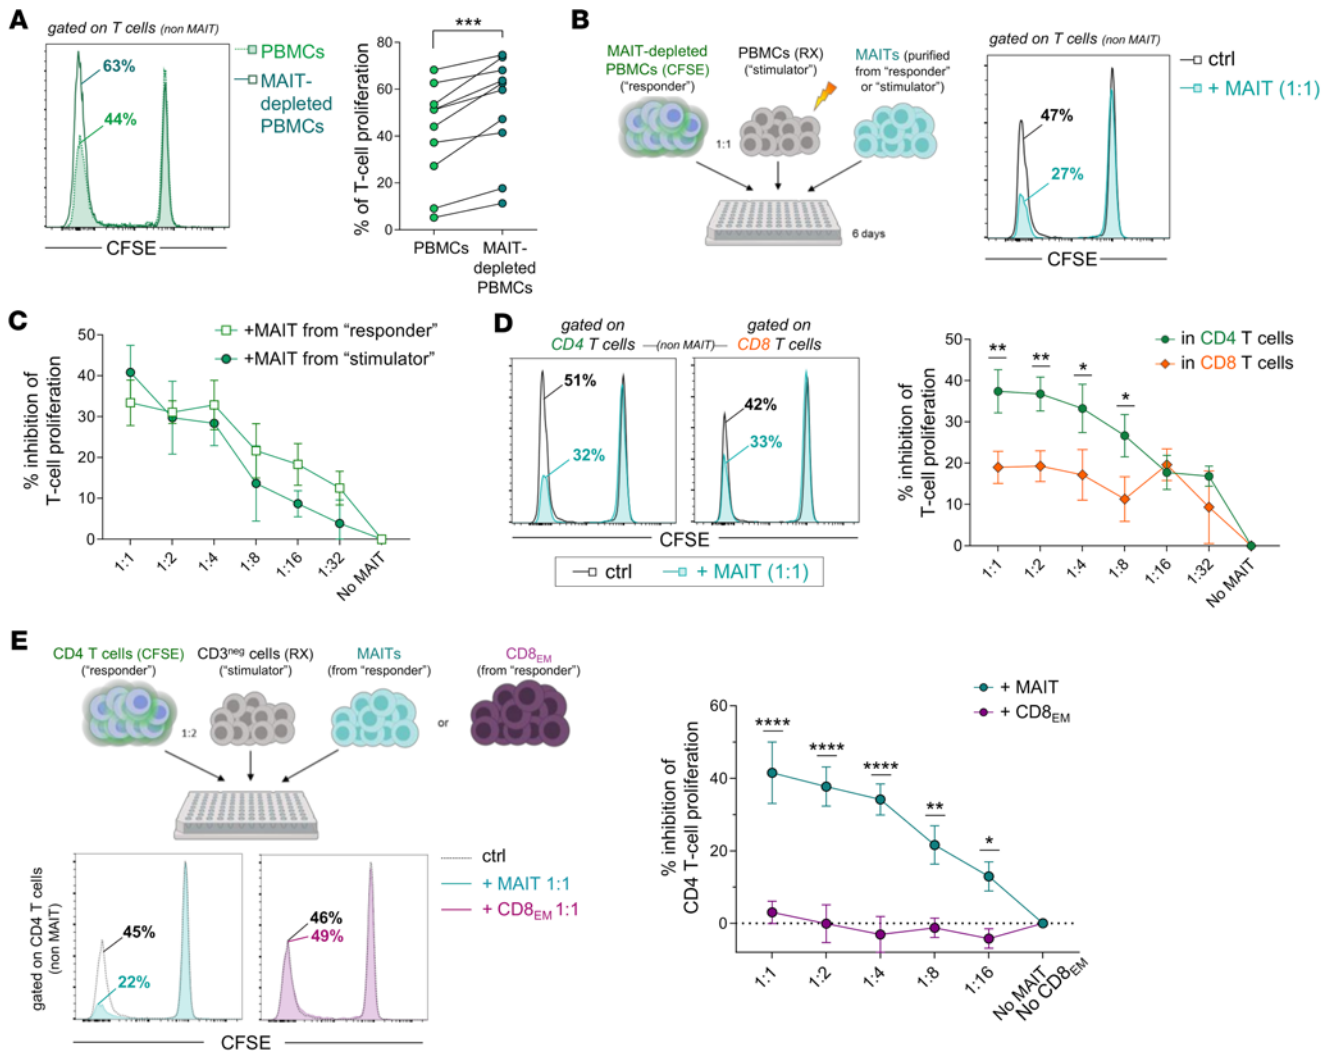 A
gated on T cells (non MAIT)
63%
44%
CFSE
PBMCs
MAIT-
depleted
PBMCs
***
% of T-cell proliferation
80
60
40
20
0
PBMCs
MAIT-
depleted
PBMCs
B
MAIT-depleted
PBMCs (CFSE)
("responder")
PBMCs (RX)
("stimulator")
MAITs (purified
from "responder"
or "stimulator")
1:1
6 days
gated on T cells (non MAIT)
47%
27%
CFSE
ctrl
+ MAIT (1:1)
C
+MAIT from "responder"
+MAIT from "stimulator"
% inhibition of
T-cell proliferation
50
40
30
20
10
0
1:1
1:2
1:4
1:8
1:16
1:32
No MAIT
D
gated on
CD4 T cells
(non MAIT)
gated on
CD8 T cells
51%
32%
42%
33%
CFSE
ctrl
+ MAIT (1:1)
in CD4 T cells
in CD8 T cells
% inhibition of
T-cell proliferation
50
40
30
20
10
0
**
**
*
*
1:1
1:2
1:4
1:8
1:16
1:32
No MAIT
E
CD4 T cells (CFSE)
("responder")
CD3neg cells (RX)
("stimulator")
MAITs
(from "responder")
or
CD8EM
(from "responder")
1:2
gated on CD4 T cells
(non MAIT)
45%
22%
46%
49%
CFSE
ctrl
+ MAIT 1:1
+ CD8EM 1:1
+ MAIT
+ CD8EM
% inhibition of
CD4 T-cell proliferation
60
40
20
0
****
****
****
**
*
1:1
1:2
1:4
1:8
1:16
No MAIT
No CD8EM